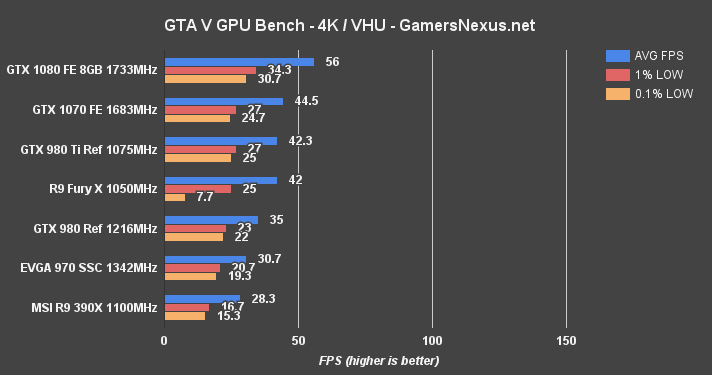 GTA V GPU Bench - 4K / VHU - GamersNexus.net
AVG FPS
1% LOW
0.1% LOW
GTX 1080 FE 8GB 1733MHz
56
34.3
30.7
GTX 1070 FE 1683MHz
44.5
27
24.7
GTX 980 Ti Ref 1075MHz
42.3
27
25
R9 Fury X 1050MHz
42
25
7.7
GTX 980 Ref 1216MHz
35
23
22
EVGA 970 SSC 1342MHz
30.7
20.7
19.3
MSI R9 390X 1100MHz
28.3
16.7
15.3
0 50 100 150
FPS (higher is better)